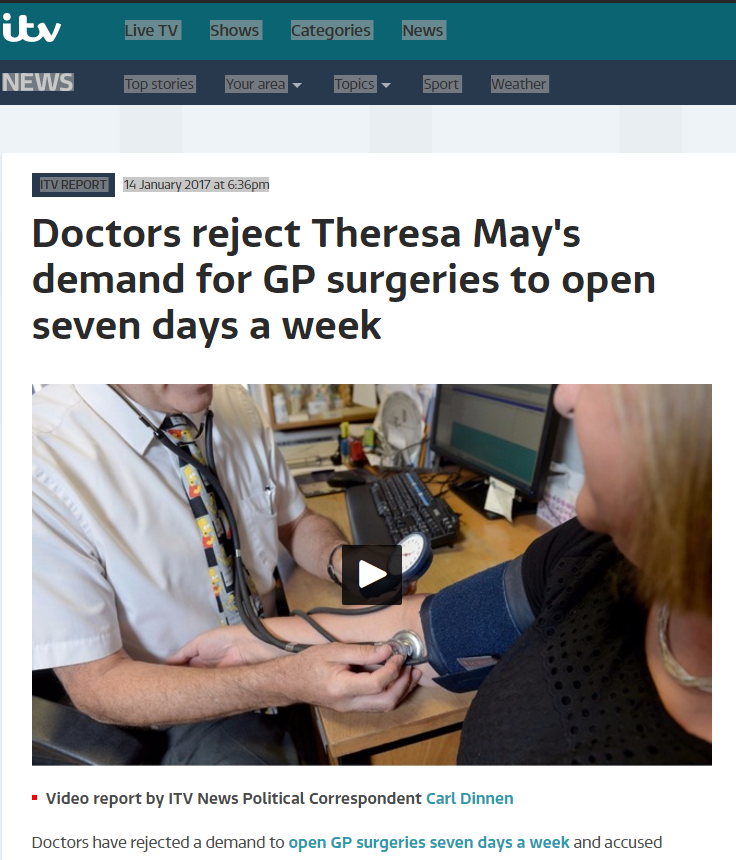 itv Live TV Shows Categories News
NEWS Top stories Your area Topics Sport Weather
ITV REPORT 14 January 2017 at 6:36pm
Doctors reject Theresa May's
demand for GP surgeries to open
seven days a week
Video report by ITV News Political Correspondent Carl Dinnen
Doctors have rejected a demand to open GP surgeries seven days a week and accused